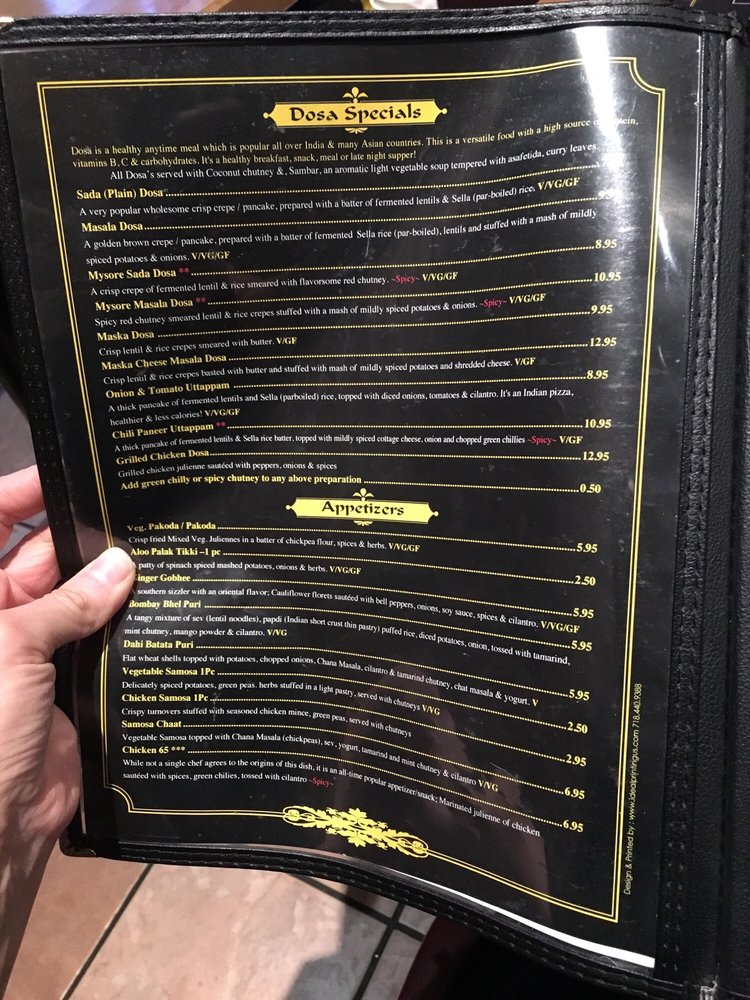 Dosa Specials
Dosa is a healthy anytime meal which is popular all over India & many Asian countries. This is a versatile food with a high source
vitamins B, C & carbohydrates. It's a healthy breakfast, snack, meal or late night supper!
All Dosa's served with Coconut chutney &, Sambar, an aromatic light vegetable soup tempered with asafetida, curry leaves
Sada (Plain) Dosa
A very popular wholesome crisp crepe / pancake, prepared with a batter of fermented lentils & Sella (par-boiled) rice. V/VG/GF
Masala Dosa
A golden brown crepe / pancake, prepared with a batter of fermented Sella rice (par-boiled), lentils and stuffed with a mash of mildly
spiced potatoes & onions. V/VG/GF
Mysore Sada Dosa ** 8.95
A crisp crepe of fermented lentil & rice smeared with flavorsome red chutney. ~Spicy~ V/VG/GF
Mysore Masala Dosa ** 10.95
Spicy red chutney smeared lentil & rice crepes stuffed with a mash of mildly spiced potatoes & onions. ~Spicy~ V/VG/GF
Maska Dosa 9.95
Crisp lentil & rice crepes smeared with butter. V/GF
Maska Cheese Masala Dosa 12.95
Crisp lentil & rice crepes basted with butter and stuffed with mash of mildly spiced potatoes and shredded cheese. V/GF
Onion & Tomato Uttappam 8.95
A thick pancake of fermented lentils and Sella (parboiled) rice, topped with diced onions, tomatoes & cilantro. It's an Indian pizza,
healthier & less calories! V/VG/GF
Chili Paneer Uttappam ** 10.95
A thick pancake of fermented lentils & Sella rice batter, topped with mildly spiced cottage cheese, onion and chopped green chillies ~Spicy~ V/GF
Grilled Chicken Dosa 12.95
Grilled chicken julienne sautéed with peppers, onions & spices
Add green chilly or spicy chutney to any above preparation 0.50
Appetizers
Veg. Pakoda / Pakoda 5.95
Crisp fried Mixed Veg. Juliennes in a batter of chickpea flour, spices & herbs. V/VG/GF
Aloo Palak Tikki –1 pc 2.50
A patty of spinach spiced mashed potatoes, onions & herbs. V/VG/GF
Ginger Gobhee 5.95
A southern sizzler with an oriental flavor; Cauliflower florets sautéed with bell peppers, onions, soy sauce, spices & cilantro. V/VG/GF
Bombay Bhel Puri 5.95
A tangy mixture of sev (lentil noodles), papdi (Indian short crust thin pastry) puffed rice, diced potatoes, onion, tossed with tamarind,
mint chutney, mango powder & cilantro. V/VG
Dahi Batata Puri 5.95
Flat wheat shells topped with potatoes, chopped onions, Chana Masala, cilantro & tamarind chutney, chat masala & yogurt. V
Vegetable Samosa 1Pc 2.50
Delicately spiced potatoes, green peas. herbs stuffed in a light pastry, served with chutneys V/VG
Chicken Samosa 1Pc 2.95
Crispy turnovers stuffed with seasoned chicken mince, green peas, served with chutneys
Samosa Chaat 6.95
Vegetable Samosa topped with Chana Masala (chickpeas), sev, yogurt, tamarind and mint chutney & cilantro V/VG
Chicken 65 *** 6.95
While not a single chef agrees to the origins of this dish, it is an all-time popular appetizer/snack; Marinated julienne of chicken
sautéed with spices, green chilies, tossed with cilantro ~Spicy~
Design & Printed by : www.idealprintingus.com 718.440.9388